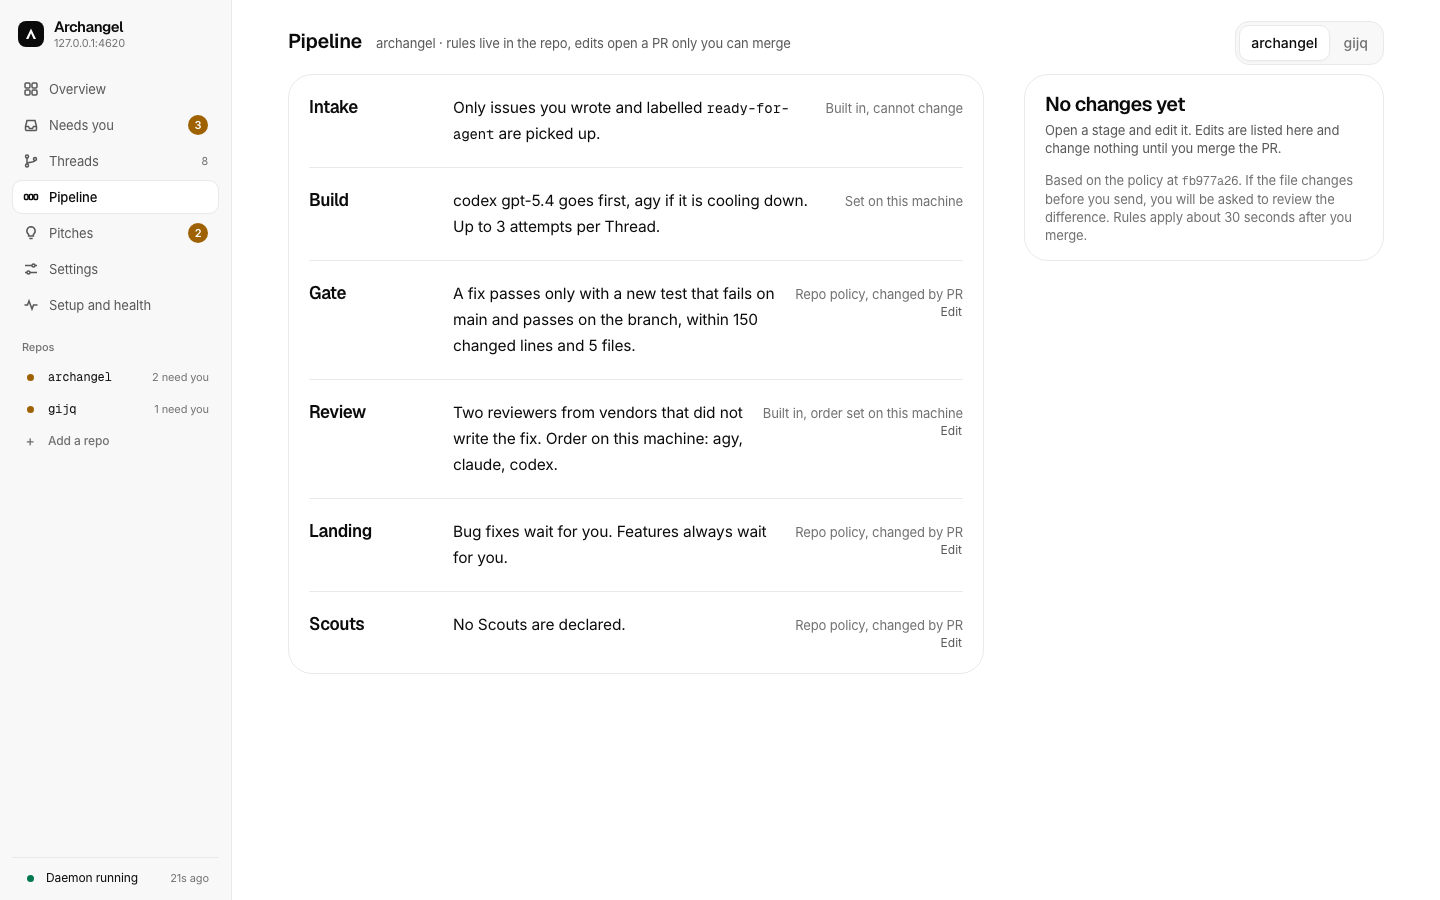 Archangel
127.0.0.1:4620
Overview
Needs you 3
Threads 8
Pipeline
Pitches 2
Settings
Setup and health
Repos
archangel 2 need you
gijq 1 need you
+ Add a repo
Daemon running 21s ago
Pipeline archangel · rules live in the repo, edits open a PR only you can merge
archangel gijq
Intake
Only issues you wrote and labelled ready-for-
agent are picked up.
Built in, cannot change
Build
codex gpt-5.4 goes first, agy if it is cooling down.
Up to 3 attempts per Thread.
Set on this machine
Gate
A fix passes only with a new test that fails on
main and passes on the branch, within 150
changed lines and 5 files.
Repo policy, changed by PR
Edit
Review
Two reviewers from vendors that did not
write the fix. Order on this machine: agy,
claude, codex.
Built in, order set on this machine
Edit
Landing
Bug fixes wait for you. Features always wait
for you.
Repo policy, changed by PR
Edit
Scouts
No Scouts are declared.
Repo policy, changed by PR
Edit
No changes yet
Open a stage and edit it. Edits are listed here and
change nothing until you merge the PR.
Based on the policy at fb977a26. If the file changes
before you send, you will be asked to review the
difference. Rules apply about 30 seconds after you
merge.